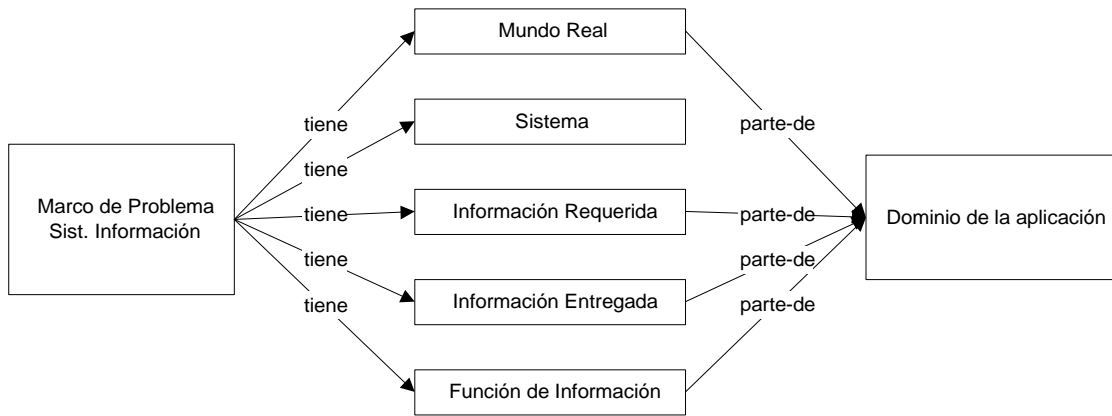 Mundo Real
tiene
parte-de
Sistema
tiene
Marco de Problema
Sist. Información
tiene
Información Requerida
parte-de
Dominio de la aplicación
tiene
parte-de
Información Entregada
tiene
parte-de
Función de Información